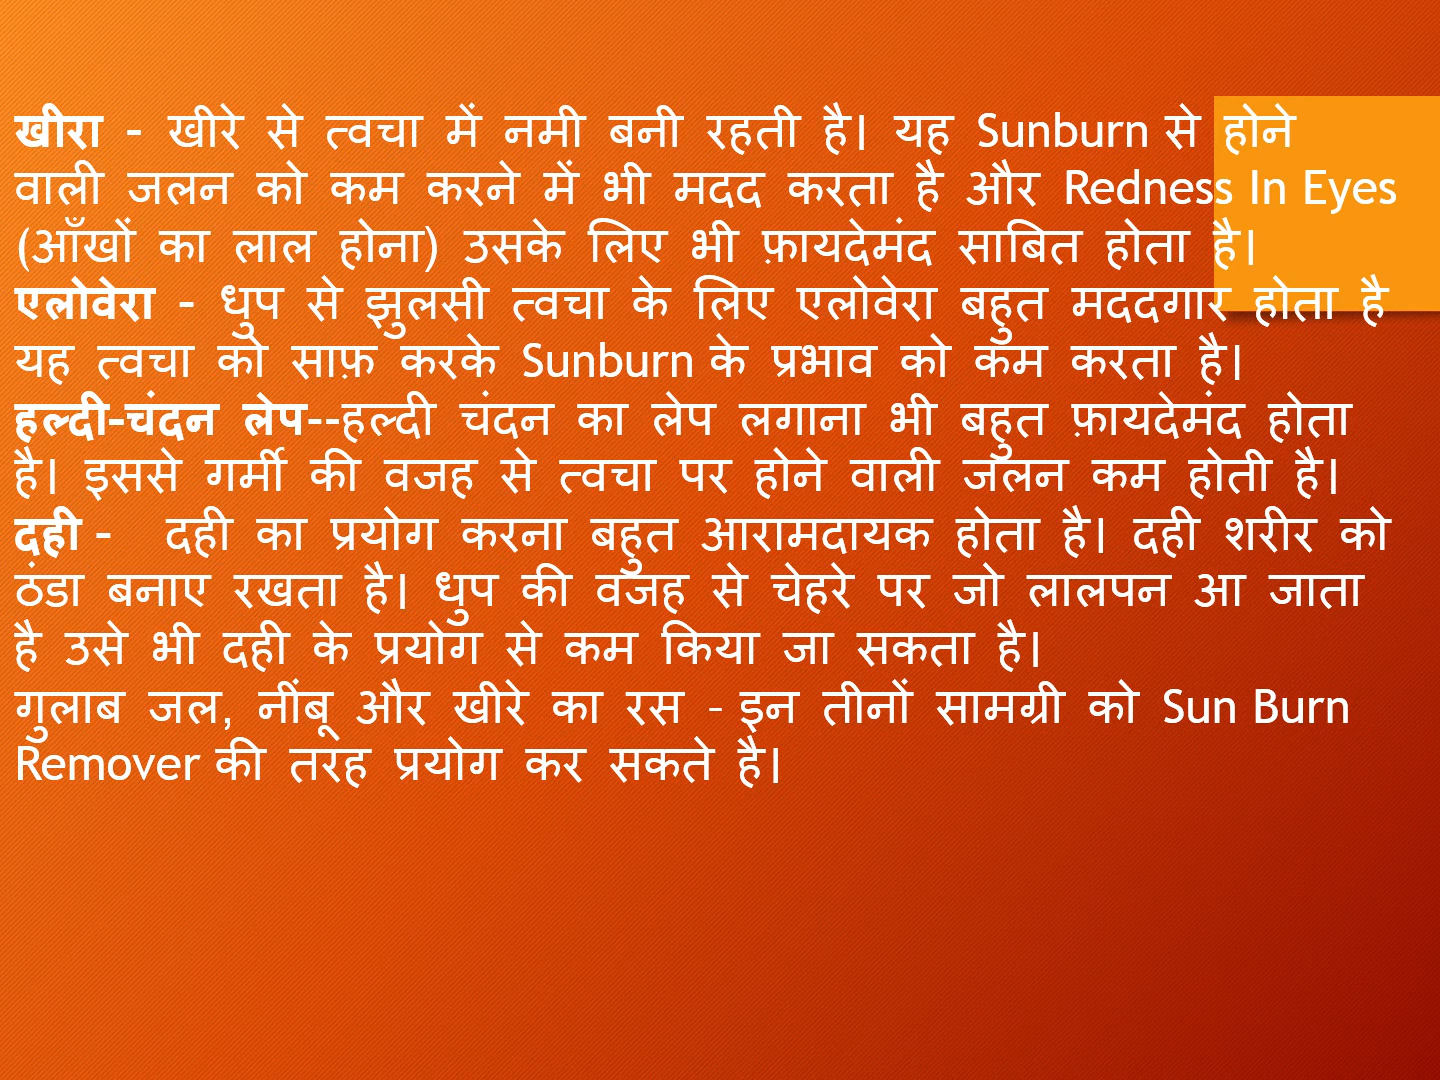 खीरा - खीरे से त्वचा में नमी बनी रहती है। यह Sunburn से होने
वाली जलन को कम करने में भी मदद करता है और Redness In Eyes
(आँखों का लाल होना) उसके लिए भी फ़ायदेमंद साबित होता है।
एलोवेरा - धुप से झुलसी त्वचा के लिए एलोवेरा बहुत मददगार होता है
यह त्वचा को साफ़ करके Sunburn के प्रभाव को कम करता है।
हल्दी-चंदन लेप--हल्दी चंदन का लेप लगाना भी बहुत फ़ायदेमंद होता
है। इससे गर्मी की वजह से त्वचा पर होने वाली जलन कम होती है।
दही - दही का प्रयोग करना बहुत आरामदायक होता है। दही शरीर को
ठंडा बनाए रखता है। धुप की वजह से चेहरे पर जो लालपन आ जाता
है उसे भी दही के प्रयोग से कम किया जा सकता है।
गुलाब जल, नींबू और खीरे का रस - इन तीनों सामग्री को Sun Burn
Remover की तरह प्रयोग कर सकते है।